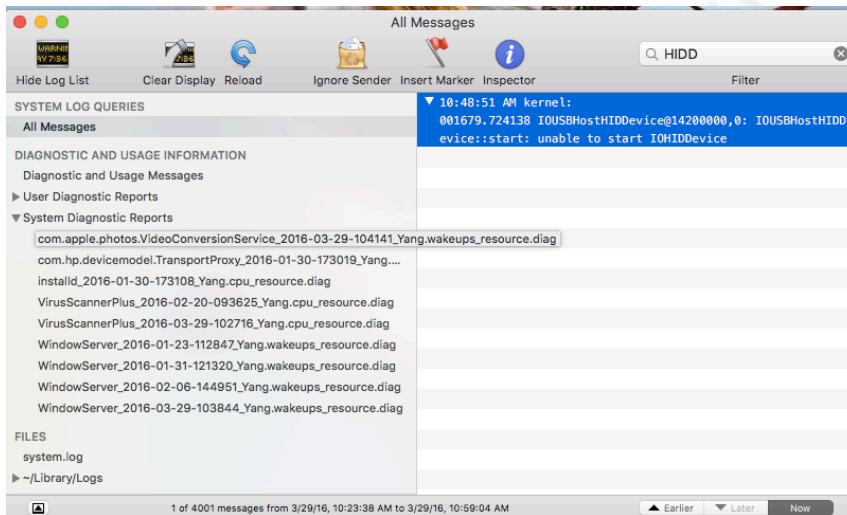 All Messages
WARNIN
AY 7:36
7:36
HIDD
Hide Log List Clear Display Reload Ignore Sender Insert Marker Inspector Filter
SYSTEM LOG QUERIES
All Messages
DIAGNOSTIC AND USAGE INFORMATION
Diagnostic and Usage Messages
User Diagnostic Reports
System Diagnostic Reports
com.apple.photos.VideoConversionService_2016-03-29-104141_Yang.wakeups_resource.diag
com.hp.devicemodel.TransportProxy_2016-01-30-173019_Yang....
installd_2016-01-30-173108_Yang.cpu_resource.diag
VirusScannerPlus_2016-02-20-093625_Yang.cpu_resource.diag
VirusScannerPlus_2016-03-29-102716_Yang.cpu_resource.diag
WindowServer_2016-01-23-112847_Yang.wakeups_resource.diag
WindowServer_2016-01-31-121320_Yang.wakeups_resource.diag
WindowServer_2016-02-06-144951_Yang.wakeups_resource.diag
WindowServer_2016-03-29-103844_Yang.wakeups_resource.diag
FILES
system.log
~/Library/Logs
10:48:51 AM kernel:
001679.724138 IOUSBHostHIDDevice@14200000,0: IOUSBHostHIDD
evice::start: unable to start IOHIDDevice
1 of 4001 messages from 3/29/16, 10:23:38 AM to 3/29/16, 10:59:04 AM
Earlier Later Now